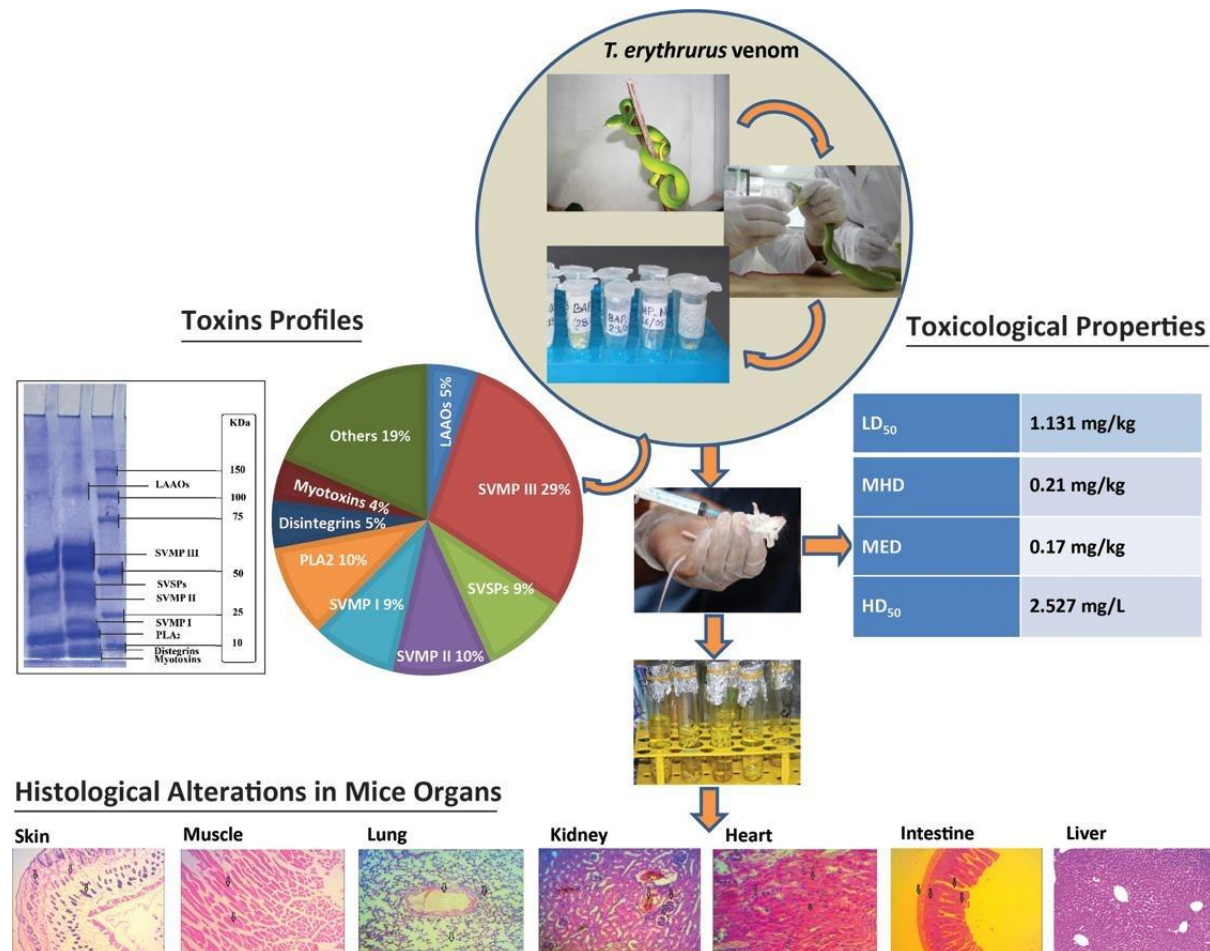 T. erythrurus venom
Toxins Profiles
KDa
150
100
75
50
25
10
LAAOs
SVMP III
SVSPs
SVMP II
SVMP I
PLA₂
Distegrins
Myotoxins
LAAOs 5%
SVMP III 29%
SVSPs 9%
SVMP II 10%
SVMP I 9%
PLA2 10%
Disintegrins 5%
Myotoxins 4%
Others 19%
BAP
BAP_N
Toxicological Properties
LD₅₀ 1.131 mg/kg
MHD 0.21 mg/kg
MED 0.17 mg/kg
HD₅₀ 2.527 mg/L
Histological Alterations in Mice Organs
Skin Muscle Lung Kidney Heart Intestine Liver